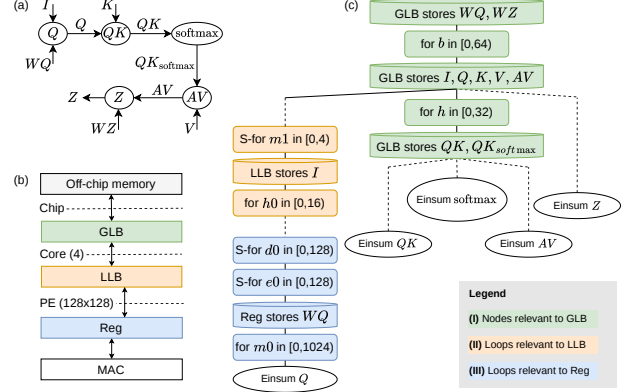 (a)
I
K
Q
Q
QK
QK
softmax
WQ
QK_softmax
Z
Z
AV
AV
WZ
V
(b)
Off-chip memory
Chip
GLB
Core (4)
LLB
PE (128x128)
Reg
MAC
(c)
GLB stores WQ, WZ
for b in [0,64)
GLB stores I, Q, K, V, AV
for h in [0,32)
GLB stores QK, QK_softmax
Einsum softmax
Einsum Z
Einsum QK
Einsum AV
S-for m1 in [0,4)
LLB stores I
for h0 in [0,16)
S-for d0 in [0,128)
S-for e0 in [0,128)
Reg stores WQ
for m0 in [0,1024)
Einsum Q
Legend
(I) Nodes relevant to GLB
(II) Loops relevant to LLB
(III) Loops relevant to Reg